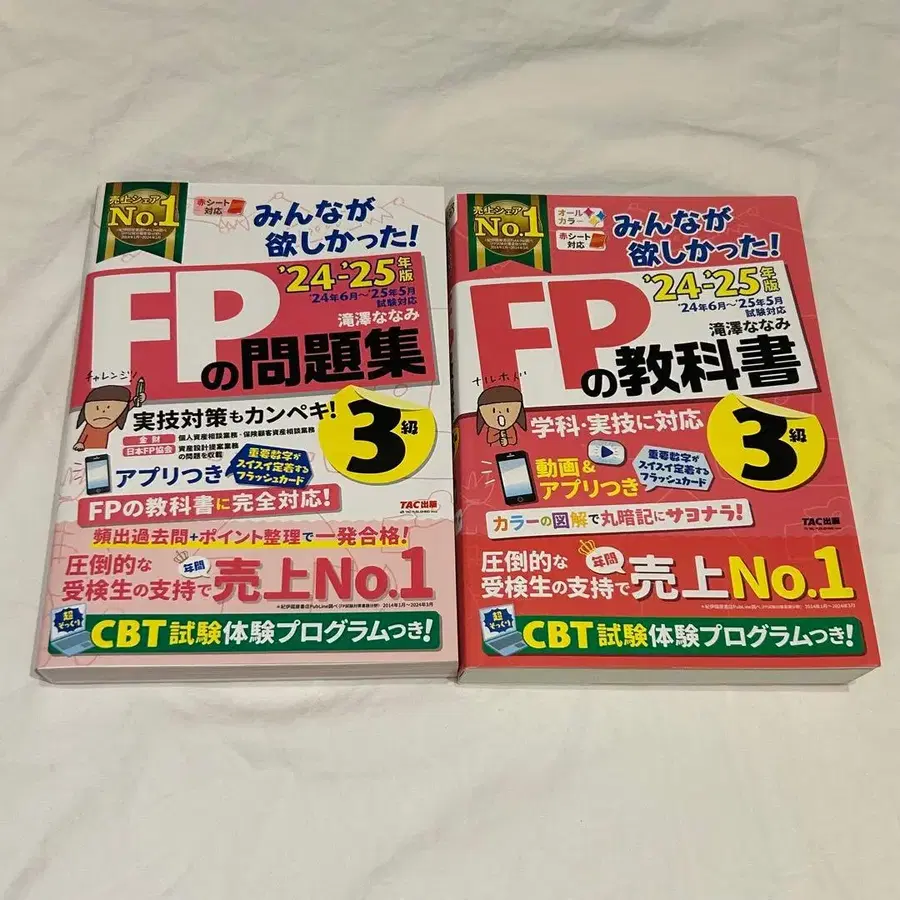 売上シェア
No.1
赤シート
対応
みんなが
欲しかった!
'24-'25年版
'24年6月~'25年5月
試験対応
滝澤ななみ
FPの問題集
チャレンジ!
実技対策もカンペキ!
3級
金財 個人資産相談業務・保険顧客資産相談業務
日本FP協会 資産設計提案業務
の問題を収載
アプリつき
重要数字が
スイスイ定着する
フラッシュカード
FPの教科書に完全対応!
TAC出版
頻出過去問+ポイント整理で一発合格!
圧倒的な
受検生の支持で
年間
売上No.1
超そっくり
CBT試験体験プログラムつき!
売上シェア
No.1
オール
カラー
赤シート
対応
みんなが
欲しかった!
'24-'25年版
'24年6月~'25年5月
試験対応
滝澤ななみ
FPの教科書
ナルホド
学科・実技に対応
3級
動画&
アプリつき
重要数字が
スイスイ定着する
フラッシュカード
カラーの図解で丸暗記にサヨナラ!
TAC出版
圧倒的な
受検生の支持で
年間
売上No.1
超そっくり
CBT試験体験プログラムつき!